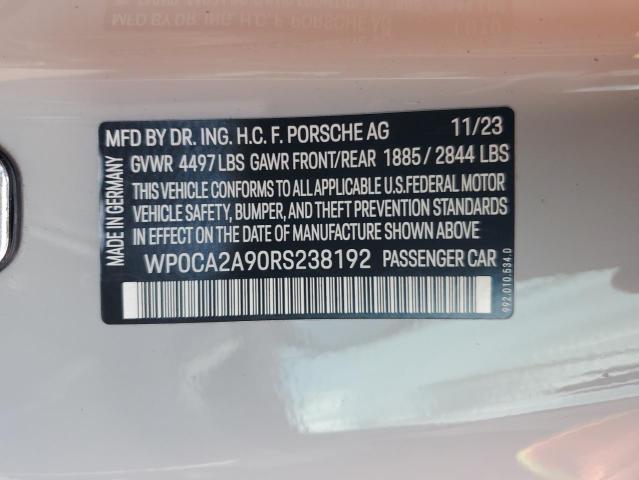 MFD BY DR. ING. H.C. F. PORSCHE AG 11/23
GVWR 4497 LBS GAWR FRONT/REAR 1885 / 2844 LBS
THIS VEHICLE CONFORMS TO ALL APPLICABLE U.S. FEDERAL MOTOR
VEHICLE SAFETY, BUMPER, AND THEFT PREVENTION STANDARDS
IN EFFECT ON THE DATE OF MANUFACTURE SHOWN ABOVE.
WP0CA2A90RS238192 PASSENGER CAR
MADE IN GERMANY
992.010.534.D